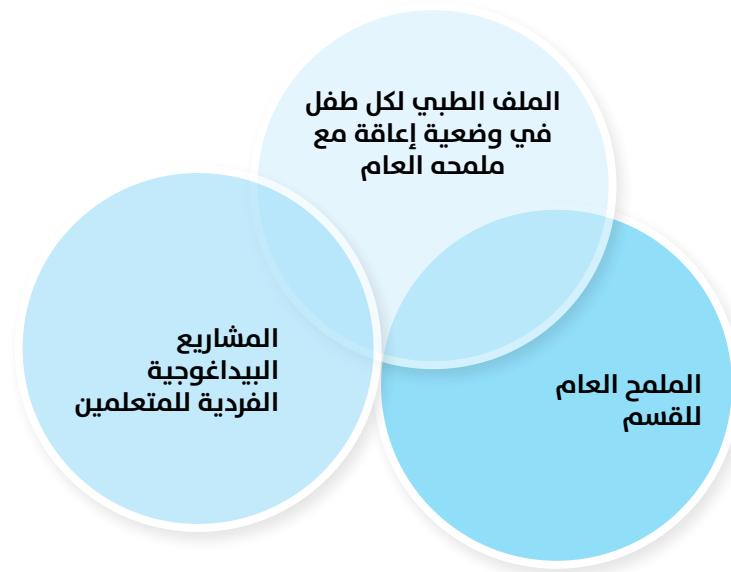 الملف الطبي لكل طفل
في وضعية إعاقة مع
ملمحه العام
المشاريع
البيداغوجية
الفردية للمتعلمين
الملمح العام
للقسم